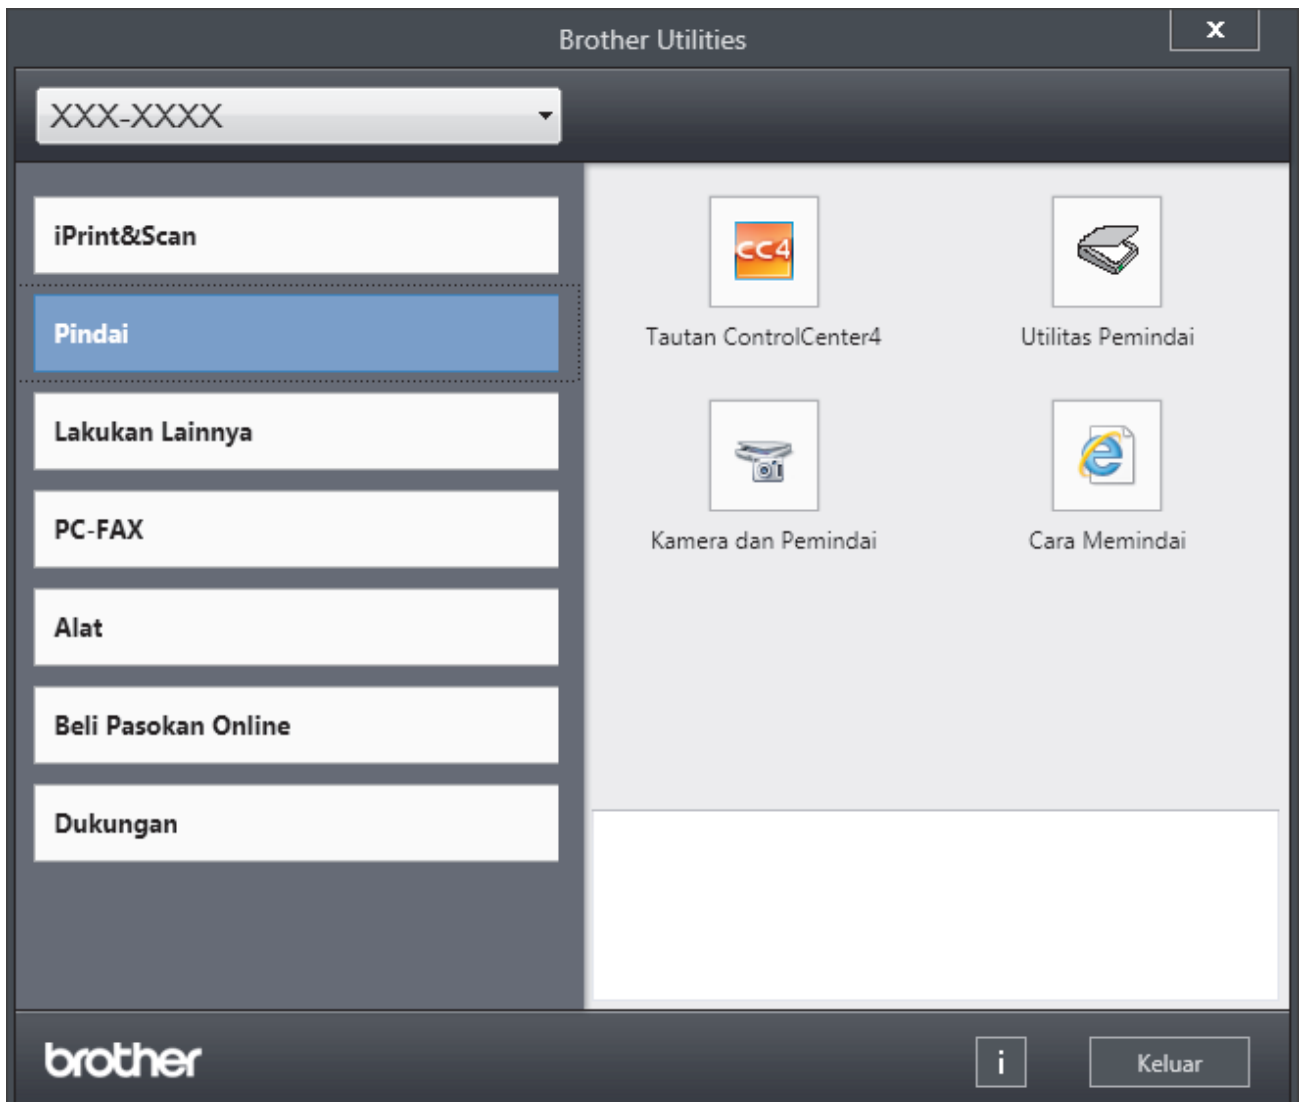 Brother Utilities
X
XXX-XXXX
iPrint&Scan
Pindai
Lakukan Lainnya
PC-FAX
Alat
Beli Pasokan Online
Dukungan
CC4
Tautan ControlCenter4
Utilitas Pemindai
Kamera dan Pemindai
Cara Memindai
brother
i
Keluar